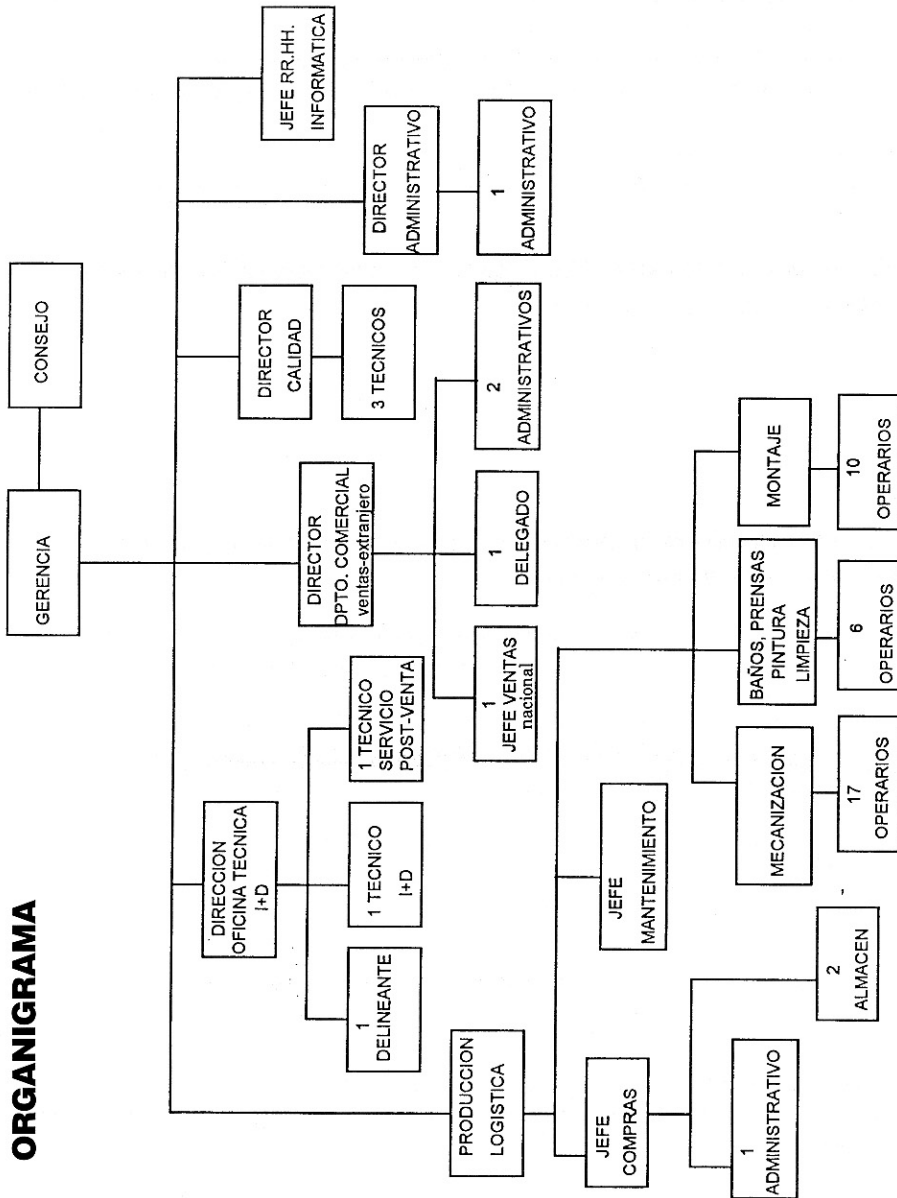 ORGANIGRAMA
GERENCIA
CONSEJO
DIRECCION
OFICINA TECNICA
I+D
1
DELINEANTE
1 TECNICO
I+D
1 TECNICO
SERVICIO
POST-VENTA
DIRECTOR
DPTO. COMERCIAL
ventas-extranjero
1
JEFE VENTAS
nacional
1
DELEGADO
2
ADMINISTRATIVOS
DIRECTOR
CALIDAD
3 TECNICOS
DIRECTOR
ADMINISTRATIVO
1
ADMINISTRATIVO
JEFE RR.HH.
INFORMATICA
PRODUCCION
LOGISTICA
JEFE
COMPRAS
1
ADMINISTRATIVO
2
ALMACEN
JEFE
MANTENIMIENTO
MECANIZACION
17
OPERARIOS
BAÑOS, PRENSAS
PINTURA
LIMPIEZA
6
OPERARIOS
MONTAJE
10
OPERARIOS